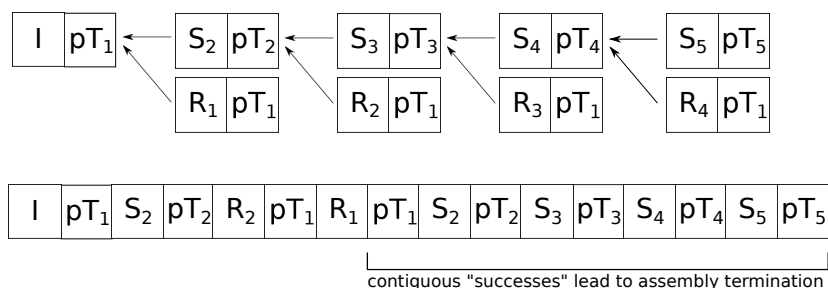 I pT₁ S₂ pT₂ S₃ pT₃ S₄ pT₄ S₅ pT₅
R₁ pT₁ R₂ pT₁ R₃ pT₁ R₄ pT₁
I pT₁ S₂ pT₂ R₂ pT₁ R₁ pT₁ S₂ pT₂ S₃ pT₃ S₄ pT₄ S₅ pT₅
contiguous "successes" lead to assembly termination